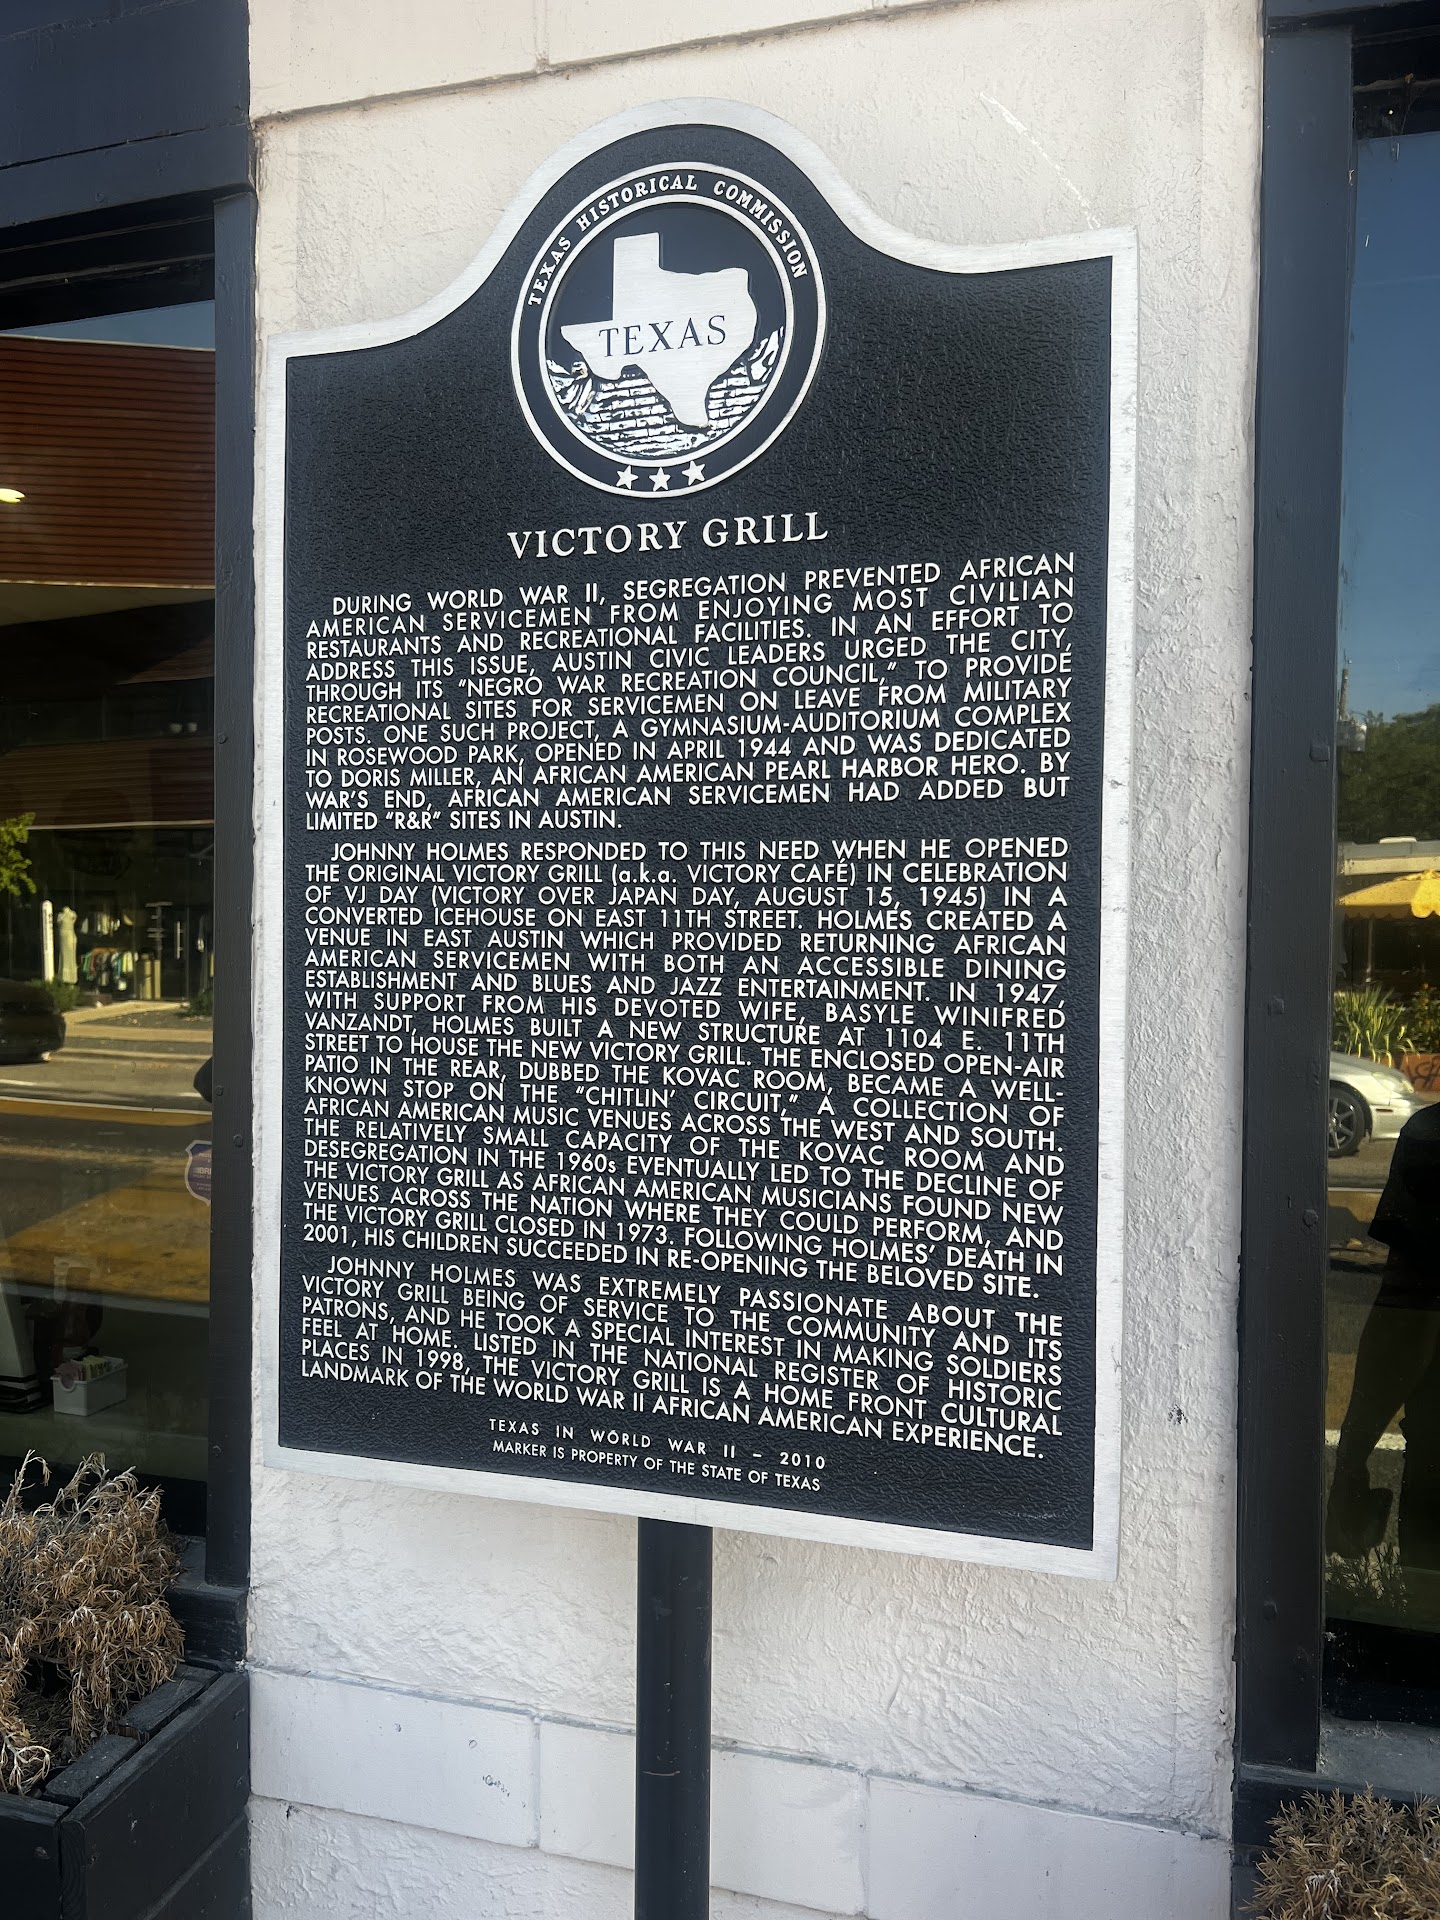 TEXAS HISTORICAL COMMISSION
TEXAS
VICTORY GRILL
DURING WORLD WAR II, SEGREGATION PREVENTED AFRICAN
AMERICAN SERVICEMEN FROM ENJOYING MOST CIVILIAN
RESTAURANTS AND RECREATIONAL FACILITIES. IN AN EFFORT TO
ADDRESS THIS ISSUE, AUSTIN CIVIC LEADERS URGED THE CITY,
THROUGH ITS "NEGRO WAR RECREATION COUNCIL," TO PROVIDE
RECREATIONAL SITES FOR SERVICEMEN ON LEAVE FROM MILITARY
POSTS. ONE SUCH PROJECT, A GYMNASIUM-AUDITORIUM COMPLEX
IN ROSEWOOD PARK, OPENED IN APRIL 1944 AND WAS DEDICATED
TO DORIS MILLER, AN AFRICAN AMERICAN PEARL HARBOR HERO. BY
WAR'S END, AFRICAN AMERICAN SERVICEMEN HAD ADDED BUT
LIMITED "R&R" SITES IN AUSTIN.
JOHNNY HOLMES RESPONDED TO THIS NEED WHEN HE OPENED
THE ORIGINAL VICTORY GRILL (a.k.a. VICTORY CAFÉ) IN CELEBRATION
OF VJ DAY (VICTORY OVER JAPAN DAY, AUGUST 15, 1945) IN A
CONVERTED ICEHOUSE ON EAST 11TH STREET. HOLMES CREATED A
VENUE IN EAST AUSTIN WHICH PROVIDED RETURNING AFRICAN
AMERICAN SERVICEMEN WITH BOTH AN ACCESSIBLE DINING
ESTABLISHMENT AND BLUES AND JAZZ ENTERTAINMENT. IN 1947,
WITH SUPPORT FROM HIS DEVOTED WIFE, BASYLE WINIFRED
VANZANDT, HOLMES BUILT A NEW STRUCTURE AT 1104 E. 11TH
STREET TO HOUSE THE NEW VICTORY GRILL. THE ENCLOSED OPEN-AIR
PATIO IN THE REAR, DUBBED THE KOVAC ROOM, BECAME A WELL-
KNOWN STOP ON THE "CHITLIN' CIRCUIT," A COLLECTION OF
AFRICAN AMERICAN MUSIC VENUES ACROSS THE WEST AND SOUTH.
THE RELATIVELY SMALL CAPACITY OF THE KOVAC ROOM AND
DESEGREGATION IN THE 1960s EVENTUALLY LED TO THE DECLINE OF
THE VICTORY GRILL AS AFRICAN AMERICAN MUSICIANS FOUND NEW
VENUES ACROSS THE NATION WHERE THEY COULD PERFORM, AND
THE VICTORY GRILL CLOSED IN 1973. FOLLOWING HOLMES' DEATH IN
2001, HIS CHILDREN SUCCEEDED IN RE-OPENING THE BELOVED SITE.
JOHNNY HOLMES WAS EXTREMELY PASSIONATE ABOUT THE
VICTORY GRILL BEING OF SERVICE TO THE COMMUNITY AND ITS
PATRONS, AND HE TOOK A SPECIAL INTEREST IN MAKING SOLDIERS
FEEL AT HOME. LISTED IN THE NATIONAL REGISTER OF HISTORIC
PLACES IN 1998, THE VICTORY GRILL IS A HOME FRONT CULTURAL
LANDMARK OF THE WORLD WAR II AFRICAN AMERICAN EXPERIENCE.
TEXAS IN WORLD WAR II – 2010
MARKER IS PROPERTY OF THE STATE OF TEXAS